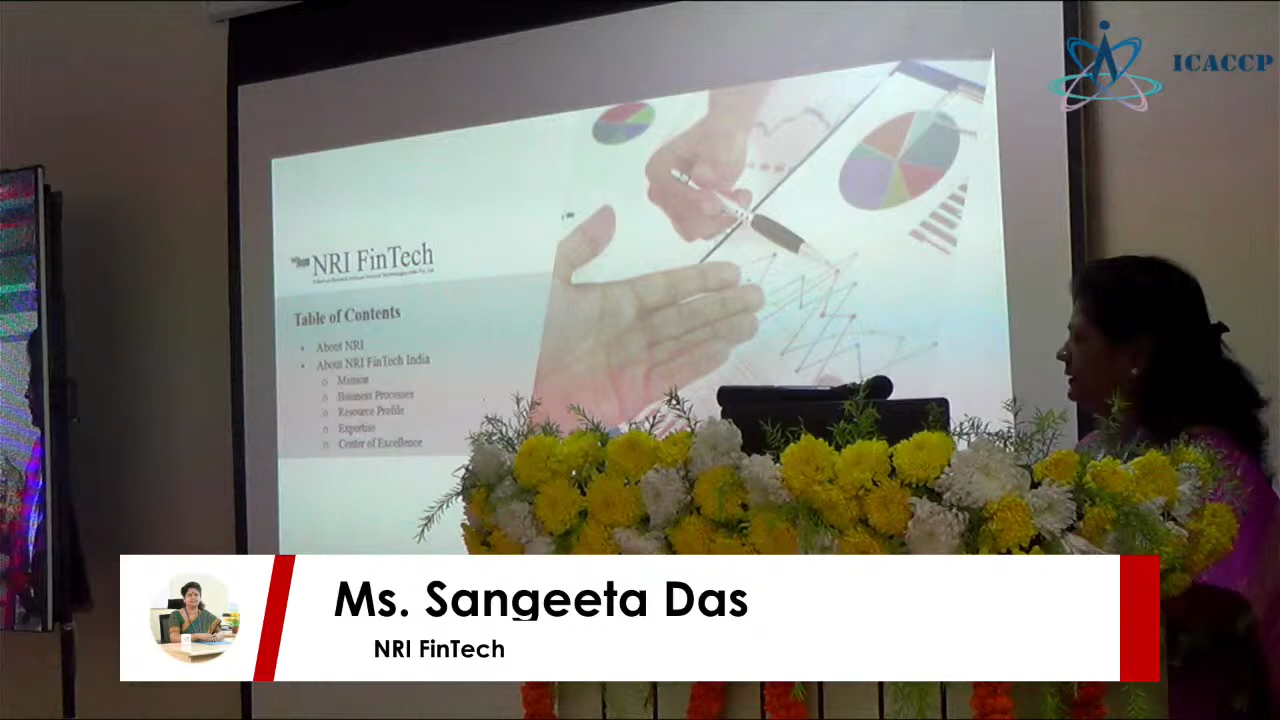 ICACCP
NRI FinTech
Table of Contents
• About NRI
• About NRI FinTech India
o Mission
o Business Processes
o Resource Profile
o Expertise
o Center of Excellence
Ms. Sangeeta Das
NRI FinTech